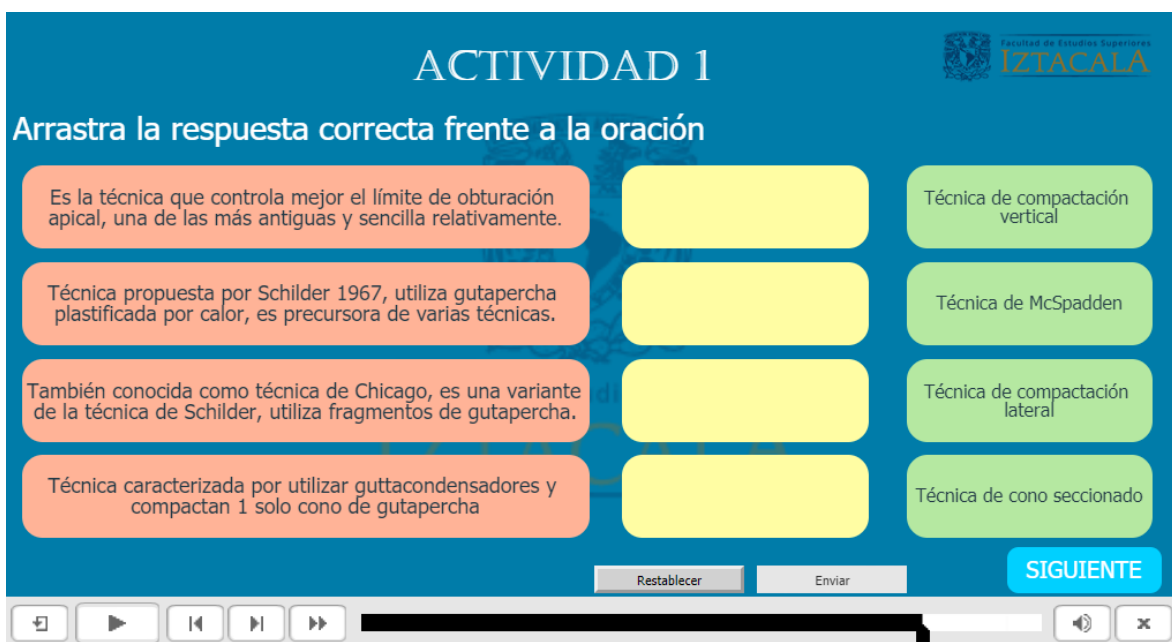 ACTIVIDAD 1
Facultad de Estudios Superiores
IZTACALA
Arrastra la respuesta correcta frente a la oración
Es la técnica que controla mejor el límite de obturación
apical, una de las más antiguas y sencilla relativamente.
Técnica de compactación
vertical
Técnica propuesta por Schilder 1967, utiliza gutapercha
plastificada por calor, es precursora de varias técnicas.
Técnica de McSpadden
También conocida como técnica de Chicago, es una variante
de la técnica de Schilder, utiliza fragmentos de gutapercha.
Técnica de compactación
lateral
Técnica caracterizada por utilizar guttacondensadores y
compactan 1 solo cono de gutapercha
Técnica de cono seccionado
IZTACALA
SIGUIENTE
Restablecer
Enviar